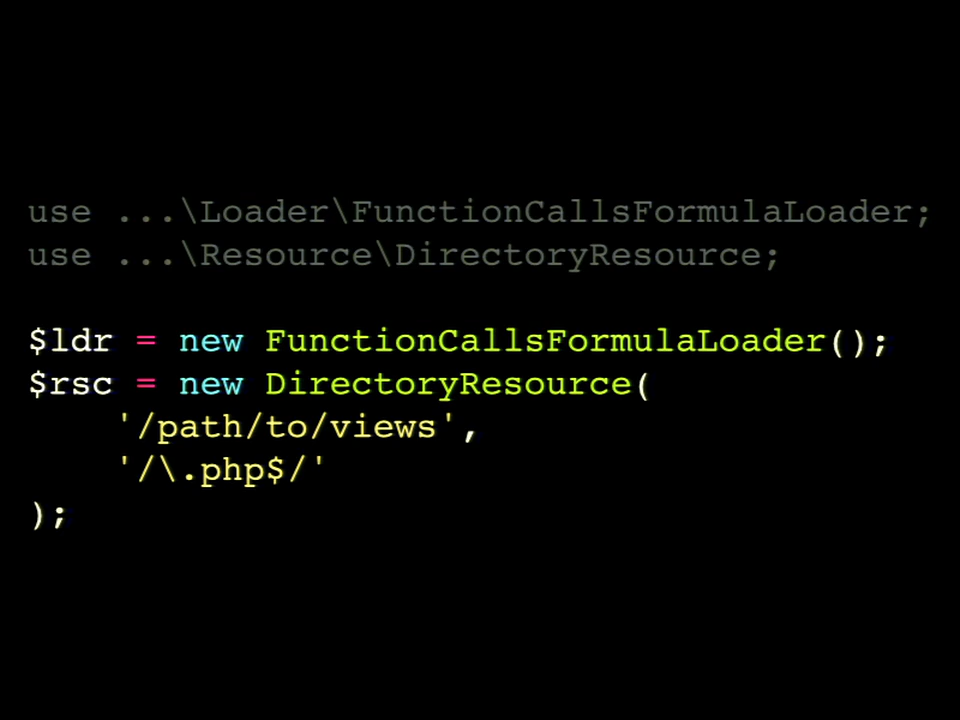 use ...\Loader\FunctionCallsFormulaLoader;
use ...\Resource\DirectoryResource;
$ldr = new FunctionCallsFormulaLoader();
$rsc = new DirectoryResource(
    '/path/to/views',
    '/\.php$/'
);